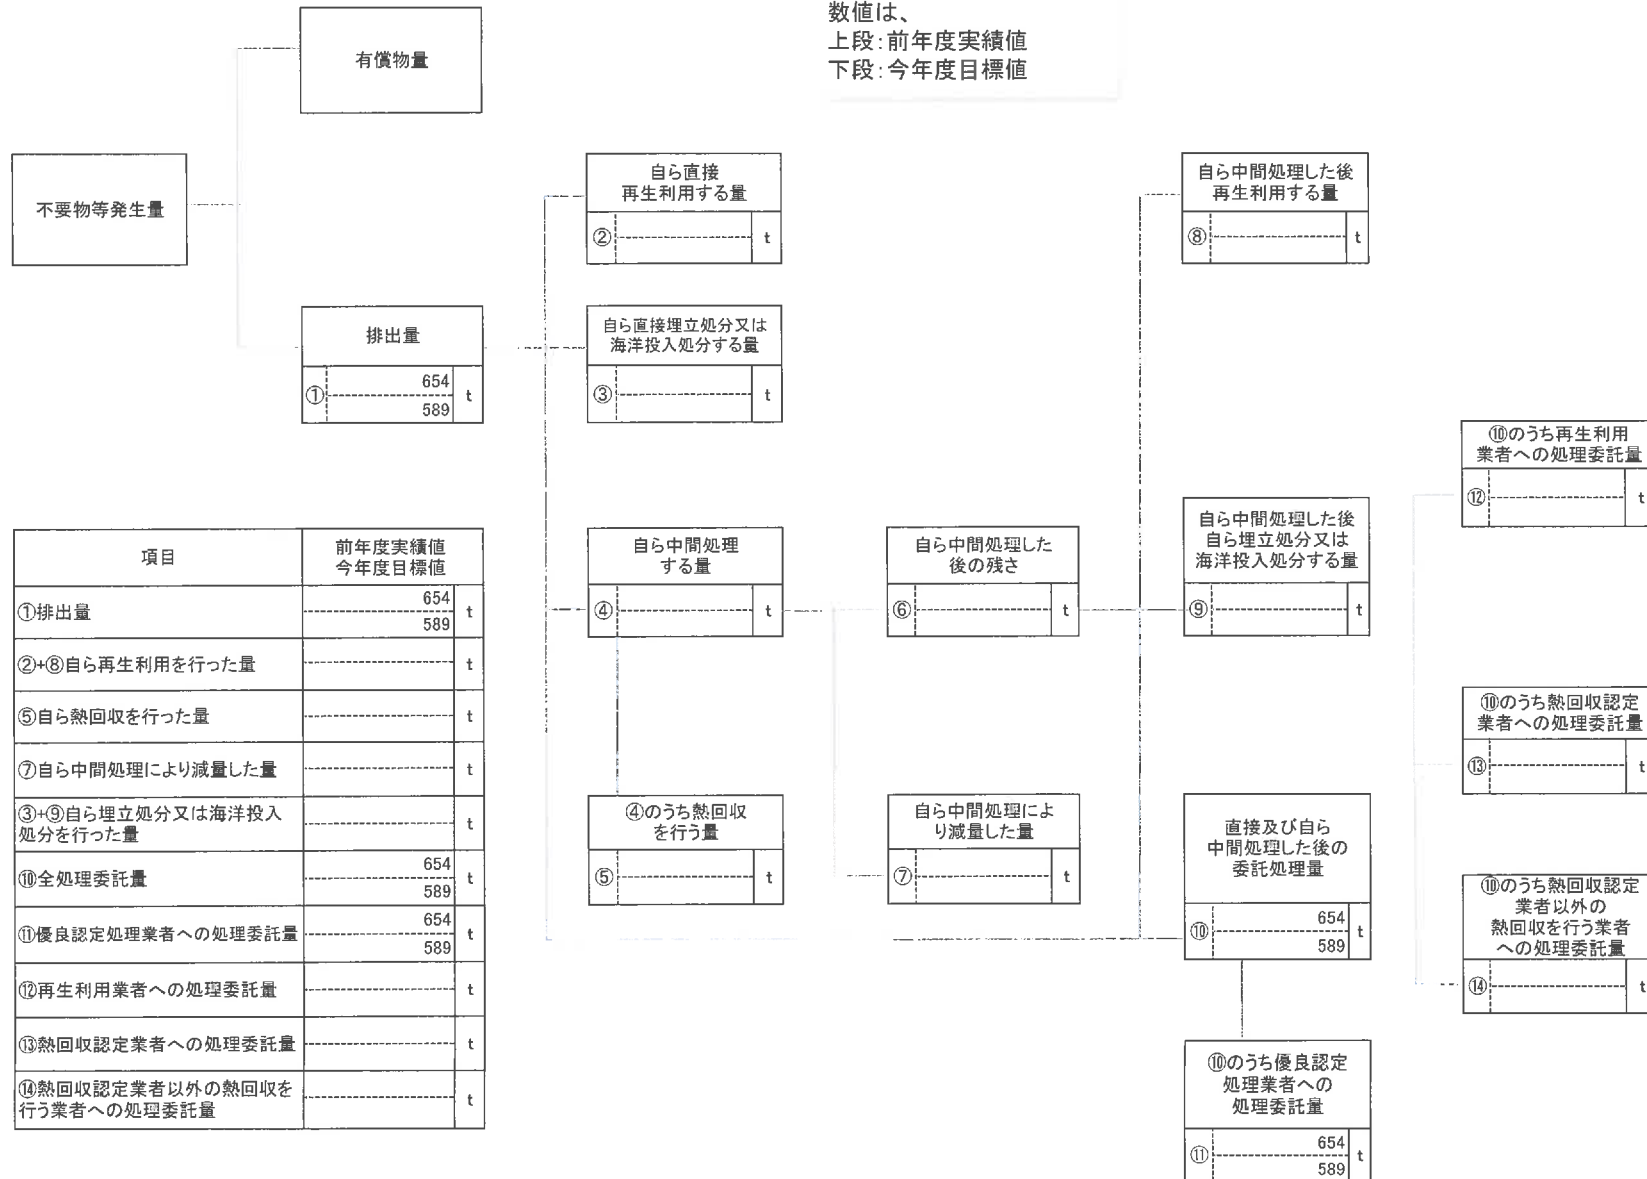 数値は、
上段:前年度実績値
下段:今年度目標値
有償物量
不要物等発生量
排出量
① 654 t
589
自ら直接
再生利用する量
② t
自ら直接埋立処分又は
海洋投入処分する量
③ t
自ら中間処理
する量
④ t
④のうち熱回収
を行う量
⑤ t
自ら中間処理した
後の残さ
⑥ t
自ら中間処理によ
り減量した量
⑦ t
自ら中間処理した後
再生利用する量
⑧ t
自ら中間処理した後
自ら埋立処分又は
海洋投入処分する量
⑨ t
直接及び自ら
中間処理した後の
委託処理量
⑩ 654 t
589
⑩のうち優良認定
処理業者への
処理委託量
⑪ 654 t
589
⑩のうち再生利用
業者への処理委託量
⑫ t
⑩のうち熱回収認定
業者への処理委託量
⑬ t
⑩のうち熱回収認定
業者以外の
熱回収を行う業者
への処理委託量
⑭ t
項目 前年度実績値
今年度目標値
①排出量 654 t
589
②+⑧自ら再生利用を行った量 t
⑤自ら熱回収を行った量 t
⑦自ら中間処理により減量した量 t
③+⑨自ら埋立処分又は海洋投入
処分を行った量 t
⑩全処理委託量 654 t
589
⑪優良認定処理業者への処理委託量 654 t
589
⑫再生利用業者への処理委託量 t
⑬熱回収認定業者への処理委託量 t
⑭熱回収認定業者以外の熱回収を
行う業者への処理委託量 t